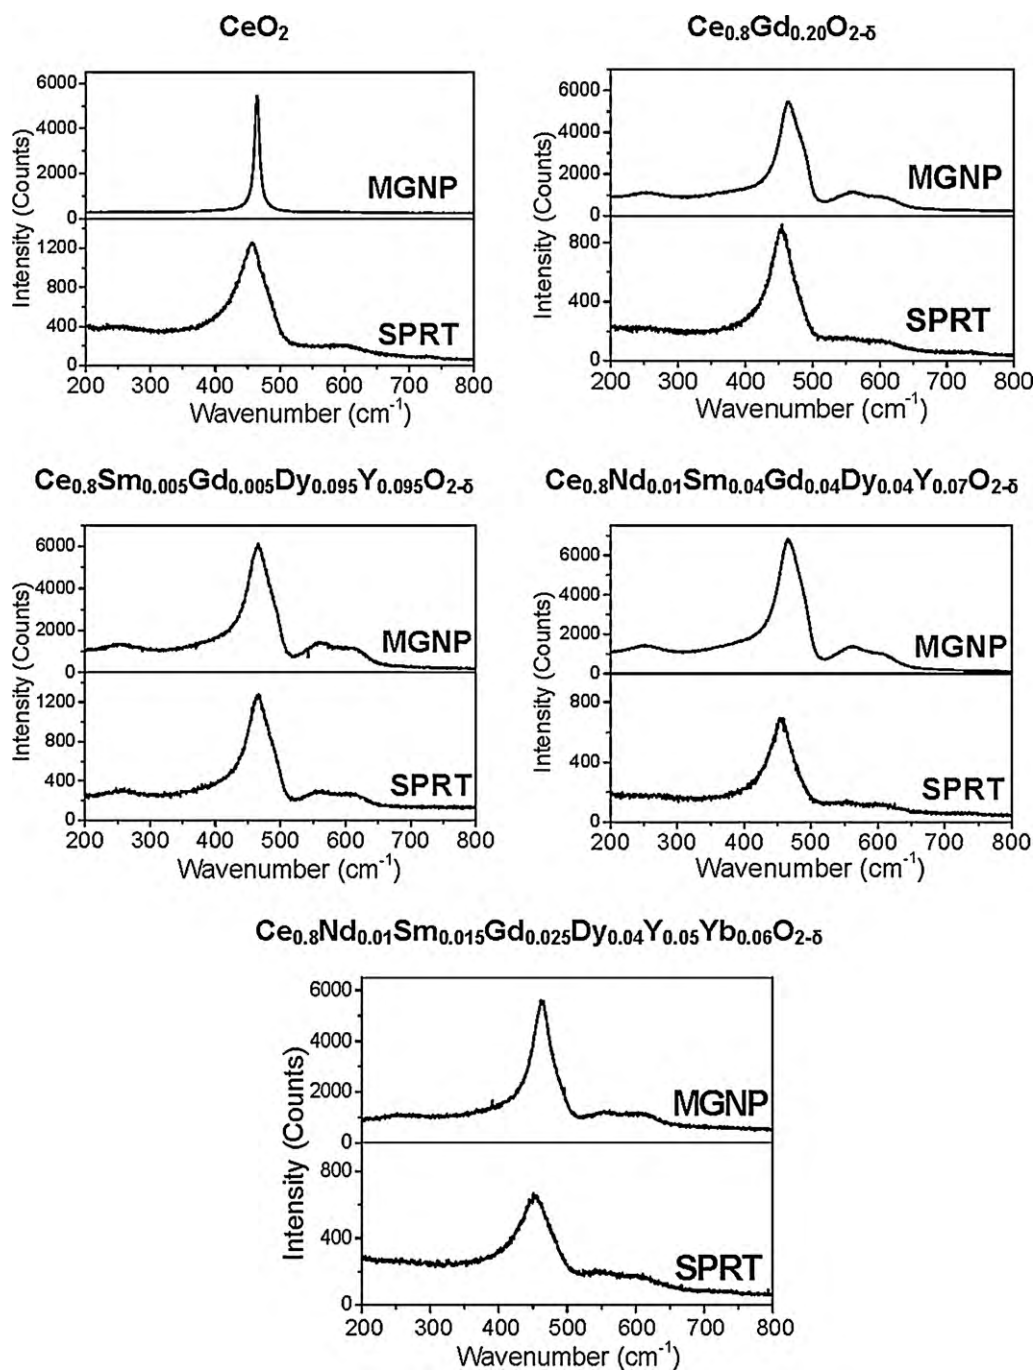 CeO2
Intensity (Counts)
6000
4000
2000
0
1200
800
400
0
MGNP
SPRT
200 300 400 500 600 700 800
Wavenumber (cm-1)
Ce0.8Gd0.20O2-δ
Intensity (Counts)
6000
4000
2000
0
800
400
0
MGNP
SPRT
200 300 400 500 600 700 800
Wavenumber (cm-1)
Ce0.8Sm0.005Gd0.005Dy0.095Y0.095O2-δ
Intensity (Counts)
6000
4000
2000
0
1200
800
400
0
MGNP
SPRT
200 300 400 500 600 700 800
Wavenumber (cm-1)
Ce0.8Nd0.01Sm0.04Gd0.04Dy0.04Y0.07O2-δ
Intensity (Counts)
6000
4000
2000
0
800
400
0
MGNP
SPRT
200 300 400 500 600 700 800
Wavenumber (cm-1)
Ce0.8Nd0.01Sm0.015Gd0.025Dy0.04Y0.05Yb0.06O2-δ
Intensity (Counts)
6000
4000
2000
0
800
400
0
MGNP
SPRT
200 300 400 500 600 700 800
Wavenumber (cm-1)